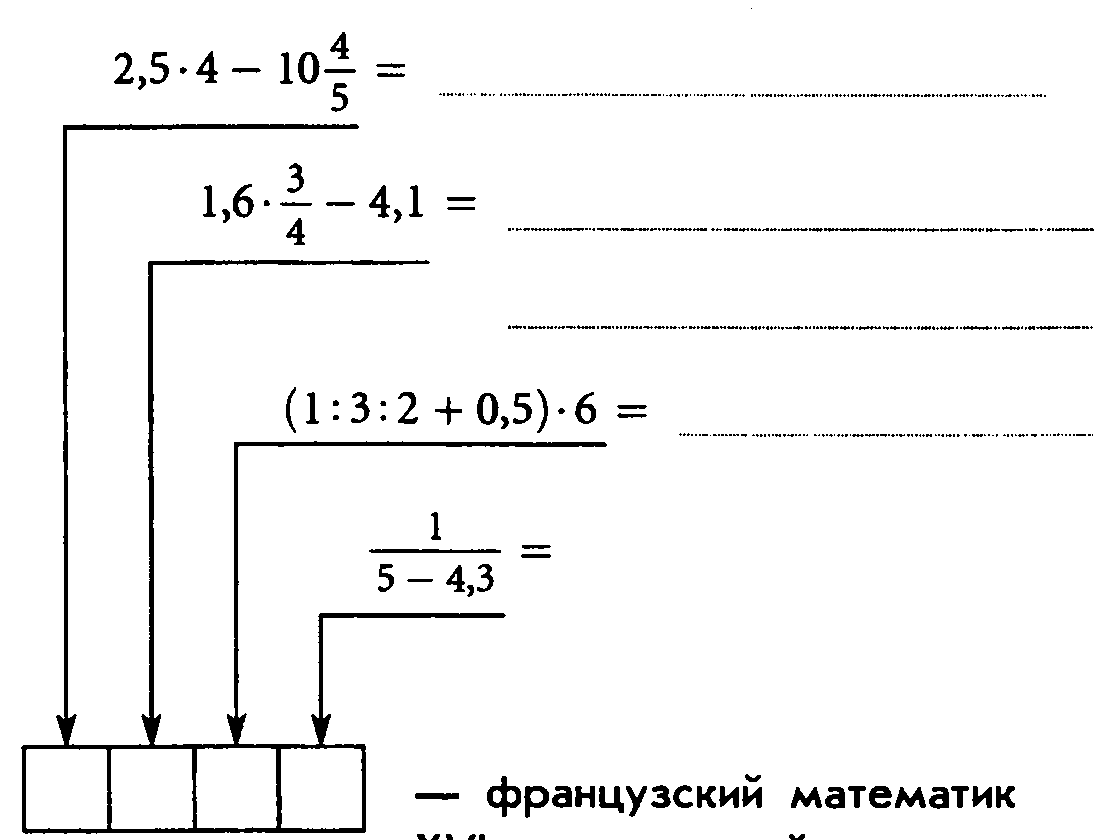 2,5 · 4 − 10 4/5 =
1,6 · 3/4 − 4,1 =
(1 : 3 : 2 + 0,5) · 6 =
1/(5 − 4,3) =
— французский математик